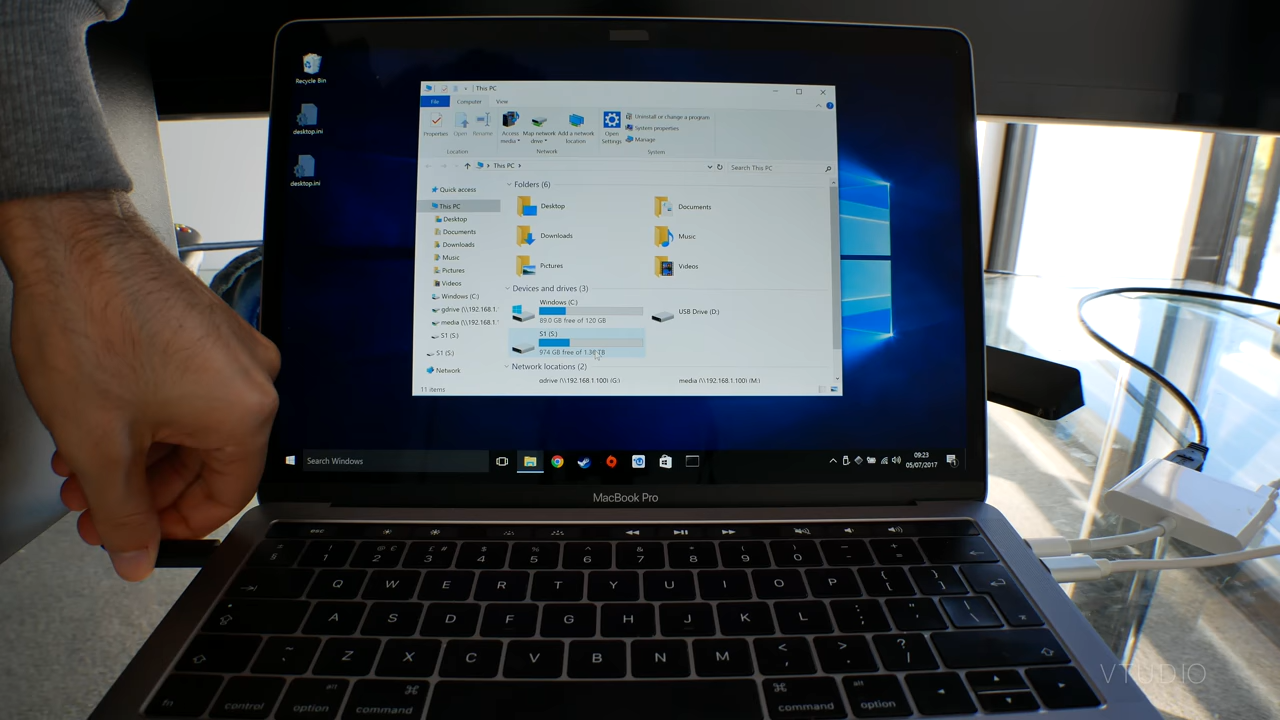 Recycle Bin
desktop.ini
desktop.ini
This PC
File Computer View
Properties Open Rename Access media Map network drive Add a network location Open Settings
Uninstall or change a program
System properties
Manage
Location Network System
This PC
Search This PC
Quick access
This PC
Desktop
Documents
Downloads
Music
Pictures
Videos
Windows (C:)
gdrive (\\192.168.1.
media (\\192.168.1.
S1 (S:)
S1 (S:)
Network
Folders (6)
Desktop Documents
Downloads Music
Pictures Videos
Devices and drives (3)
Windows (C:)
89.0 GB free of 120 GB
USB Drive (D:)
S1 (S:)
974 GB free of 1.36 TB
Network locations (2)
gdrive (\\192.168.1.100) (G:) media (\\192.168.1.100) (M:)
11 items
Search Windows
09:23
05/07/2017
MacBook Pro
esc
! 1 @ 2 £ # 3 $ 4 % 5 ^ 6 & 7 * 8 ( 9 ) 0 - + =
Q W E R T Y U I O P { [ } ]
A S D F G H J K L : ; " ' | \
~ Z X C V B N M < , > . ? /
fn control alt option ⌘ command ⌘ command alt option
VTUDIO